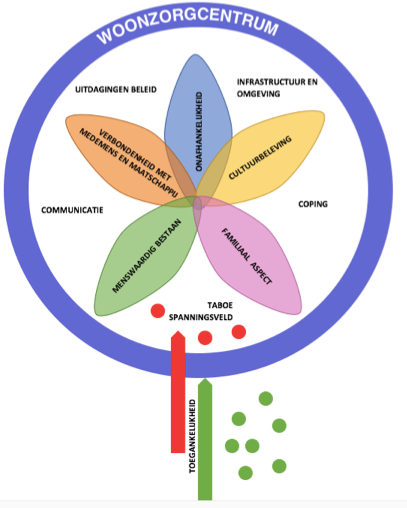 WOONZORGCENTRUM
UITDAGINGEN BELEID
INFRASTRUCTUUR EN
OMGEVING
ONAFHANKELIJKHEID
VERBONDENHEID MET
MEDEMENS EN MAATSCHAPPIJ
CULTUURBELEVING
COMMUNICATIE
COPING
MENSWAARDIG BESTAAN
FAMILIAAL ASPECT
TABOE
SPANNINGSVELD
TOEGANKELIJKHEID